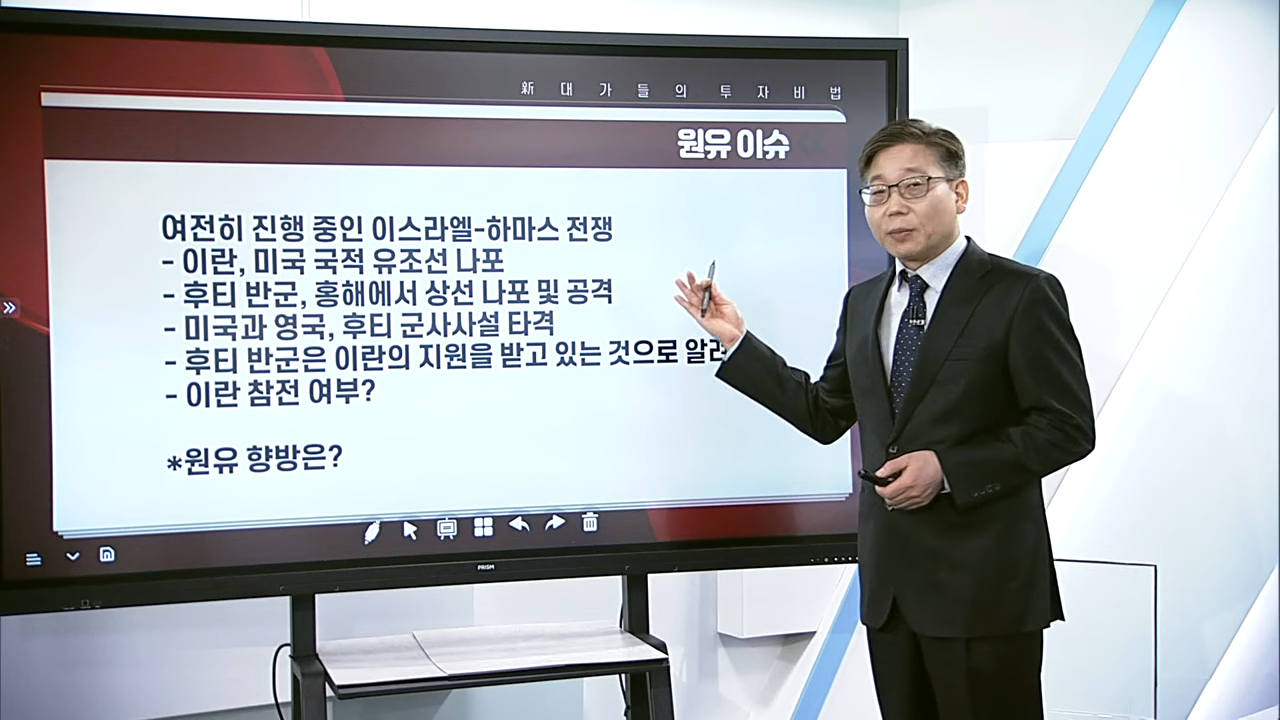 新대가들의 투자비법
원유 이슈
여전히 진행 중인 이스라엘-하마스 전쟁
- 이란, 미국 국적 유조선 나포
- 후티 반군, 홍해에서 상선 나포 및 공격
- 미국과 영국, 후티 군사사설 타격
- 후티 반군은 이란의 지원을 받고 있는 것으로
- 이란 참전 여부?
*원유 향방은?
PRISM